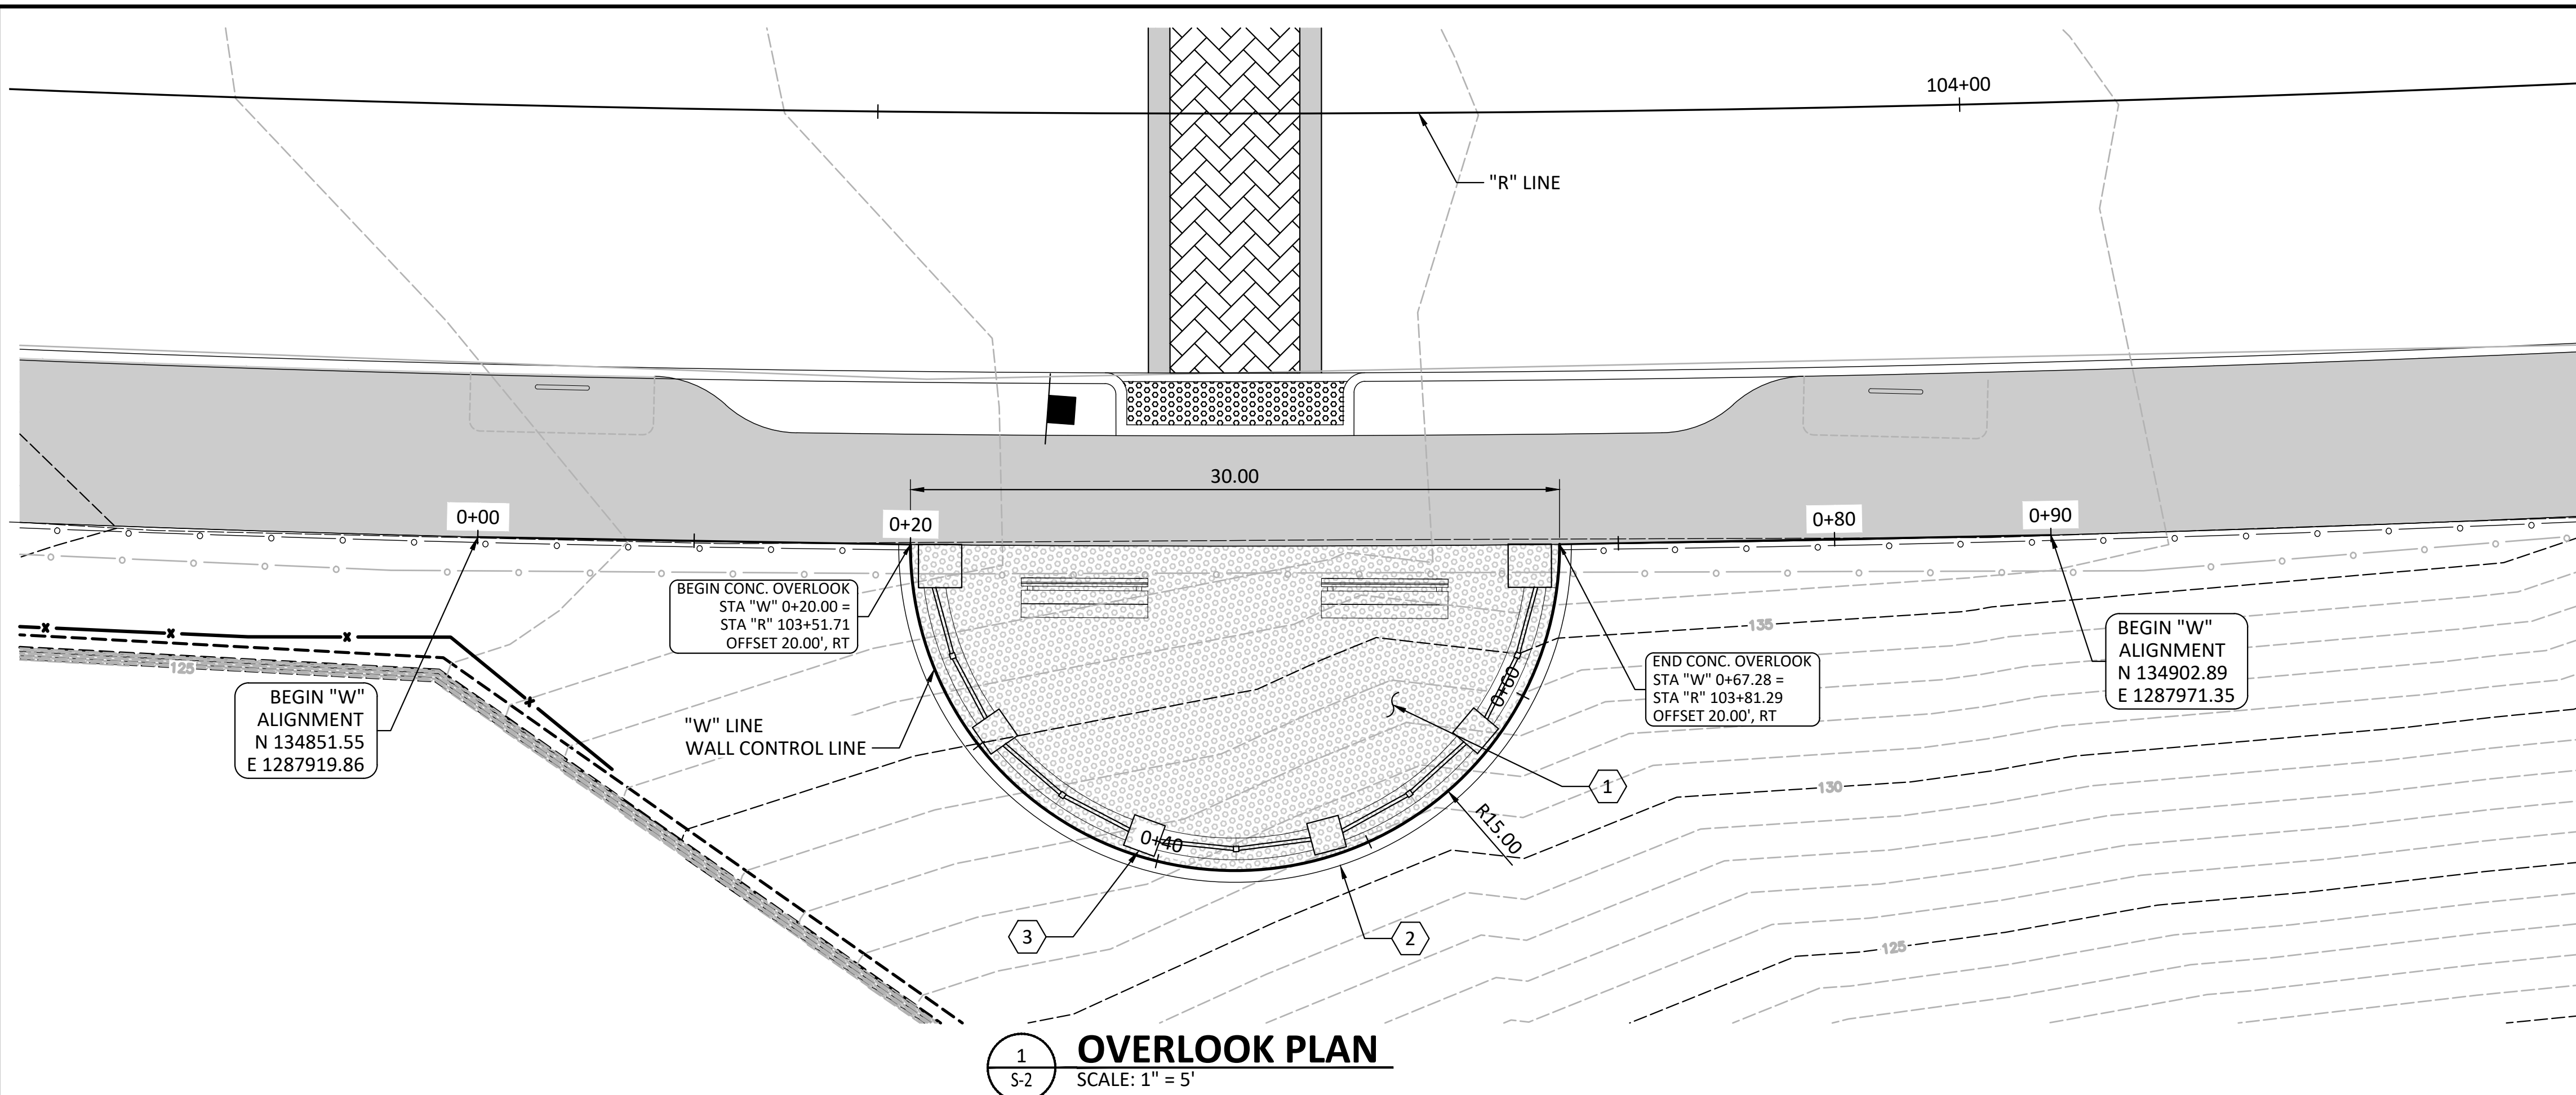 104+00
"R" LINE
30.00
0+00
0+20
0+80
0+90
BEGIN CONC. OVERLOOK
STA "W" 0+20.00 =
STA "R" 103+51.71
OFFSET 20.00', RT
135
BEGIN "W"
ALIGNMENT
N 134902.89
E 1287971.35
125
END CONC. OVERLOOK
STA "W" 0+67.28 =
STA "R" 103+81.29
OFFSET 20.00', RT
0+60
BEGIN "W"
ALIGNMENT
N 134851.55
E 1287919.86
"W" LINE
WALL CONTROL LINE
1
130
R15.00
0+40
3
2
125
1
S-2
OVERLOOK PLAN
SCALE: 1" = 5'